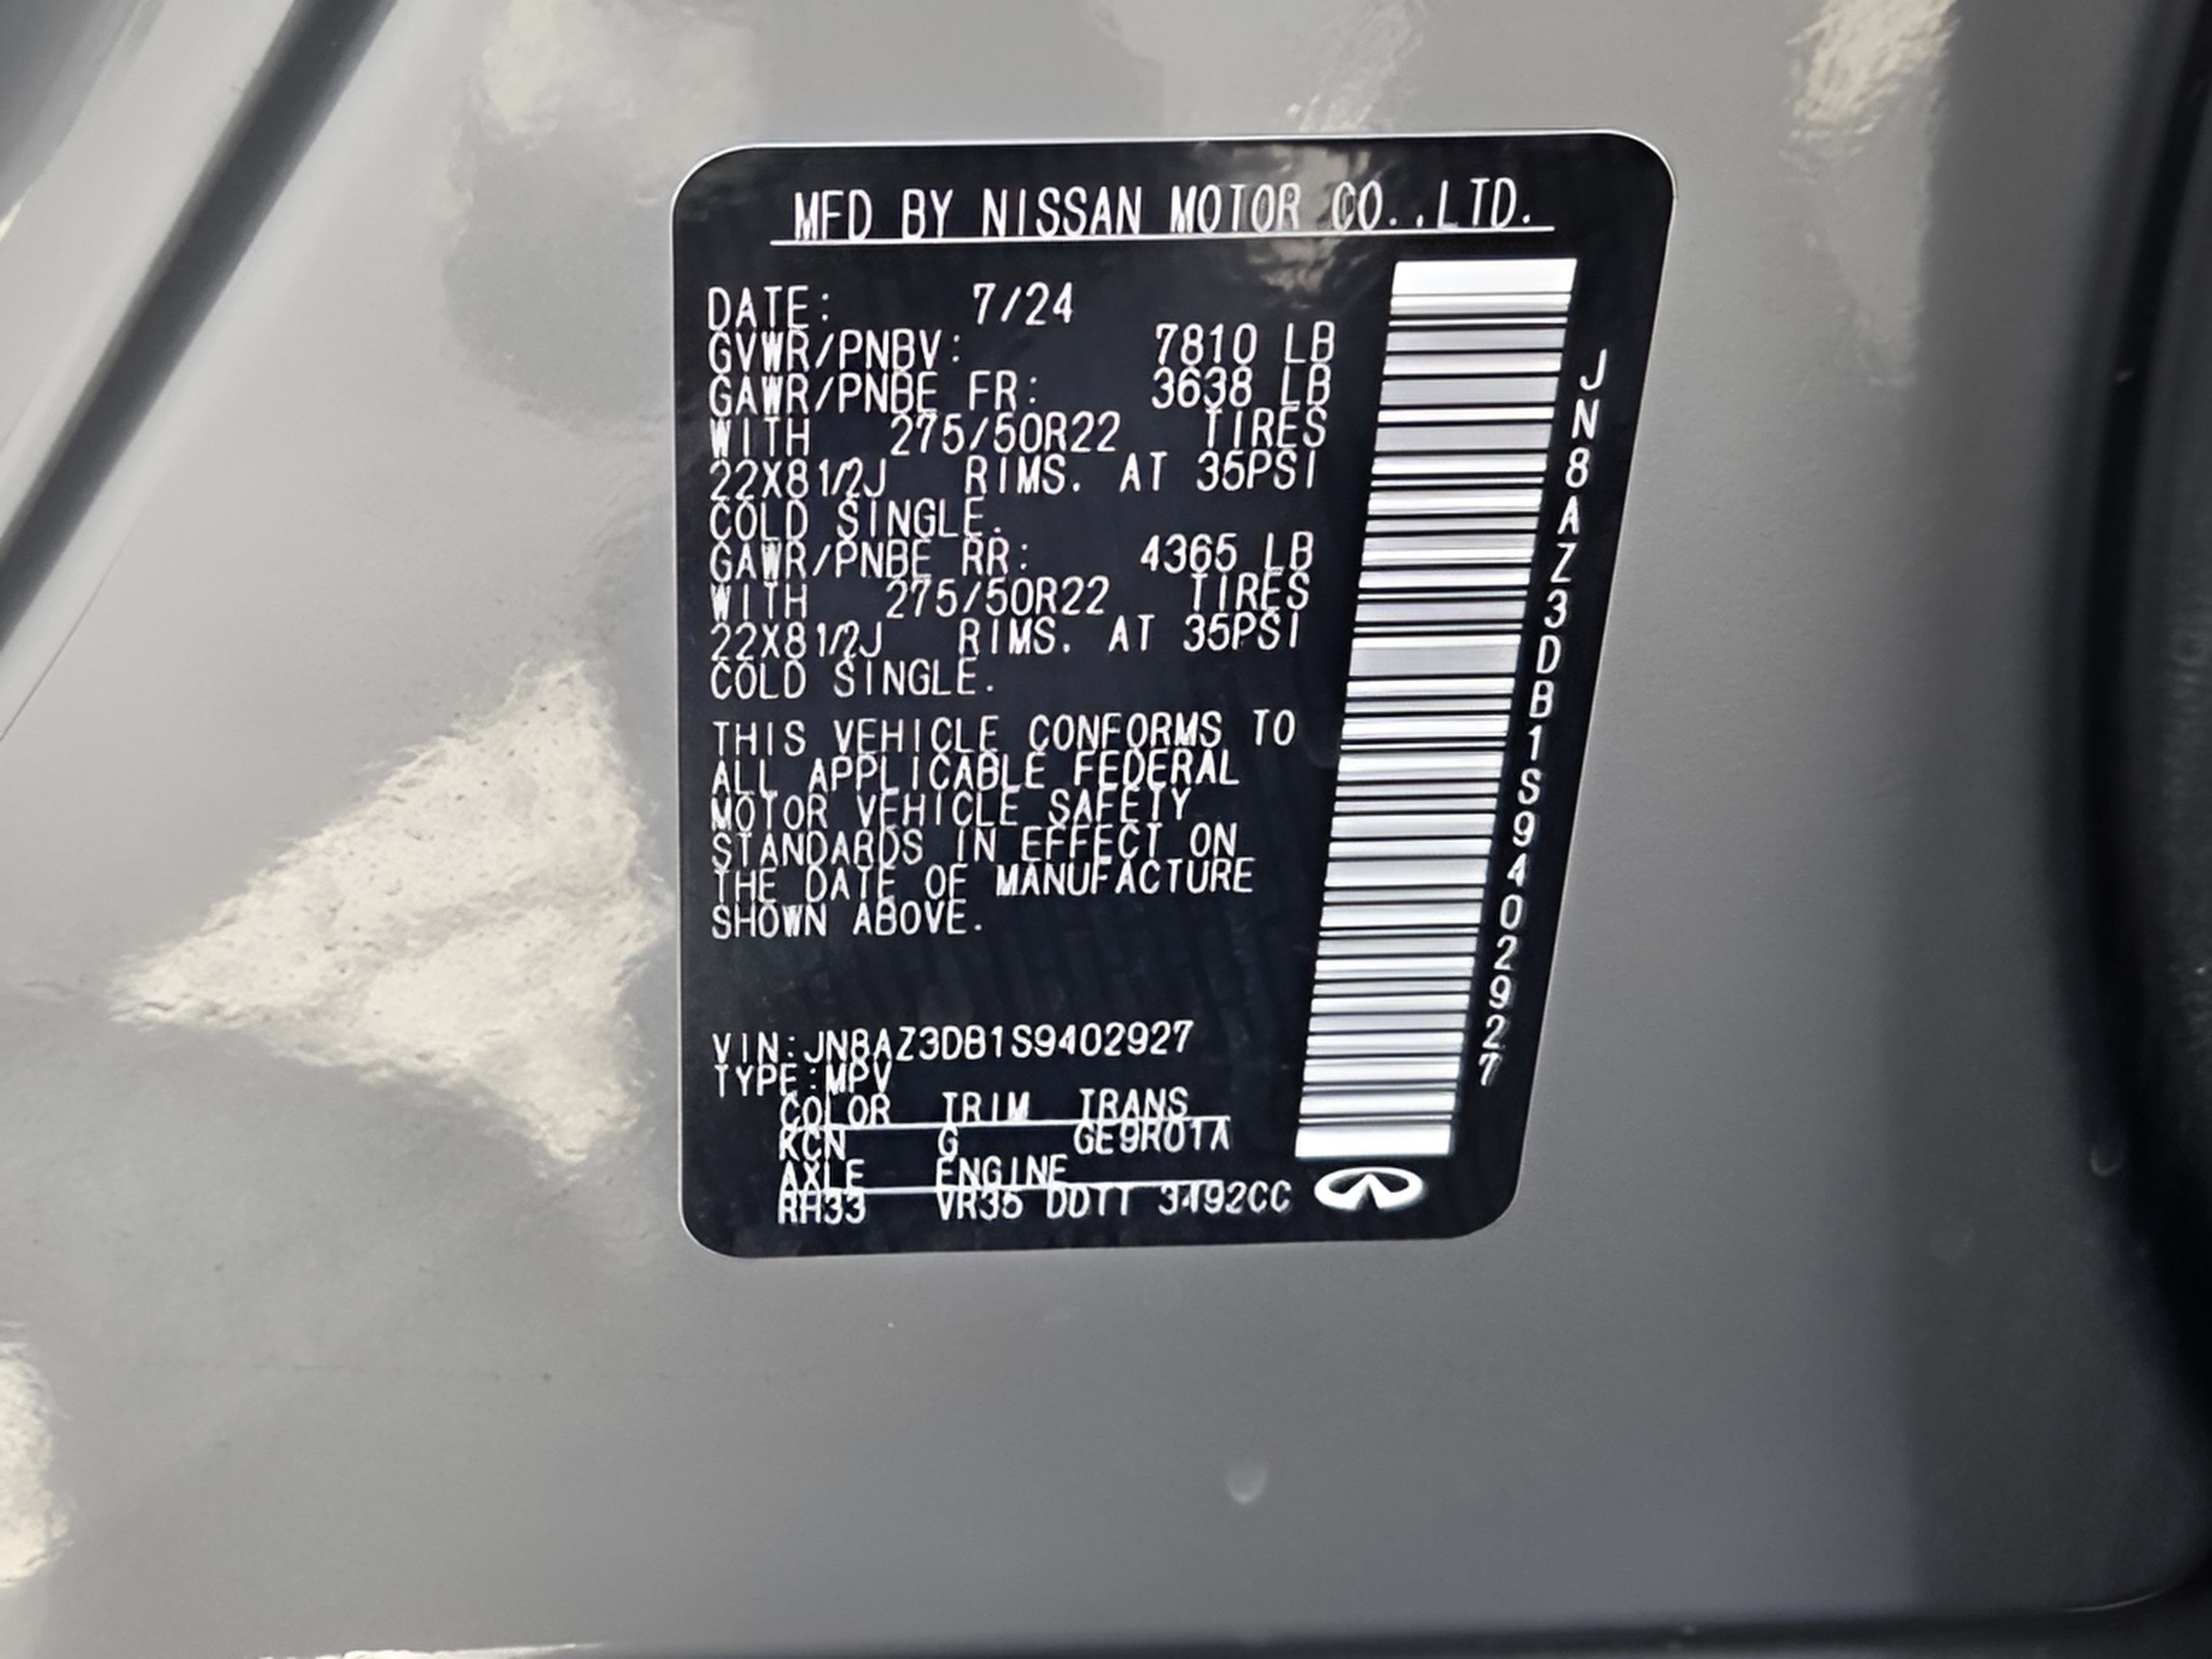 MFD BY NISSAN MOTOR CO.,LTD.
DATE: 7/24
GVWR/PNBV: 7810 LB
GAWR/PNBE FR: 3638 LB
WITH 275/50R22 TIRES
22X81/2J RIMS. AT 35PSI
COLD SINGLE.
GAWR/PNBE RR: 4365 LB
WITH 275/50R22 TIRES
22X81/2J RIMS. AT 35PSI
COLD SINGLE.
THIS VEHICLE CONFORMS TO
ALL APPLICABLE FEDERAL
MOTOR VEHICLE SAFETY
STANDARDS IN EFFECT ON
THE DATE OF MANUFACTURE
SHOWN ABOVE.
VIN:JN8AZ3DB1S9402927
TYPE:MPV
COLOR TRIM TRANS
KCN G GE9R01A
AXLE ENGINE
RH33 VR35 DDTT 3492CC
JN8AZ3DB1S9402927